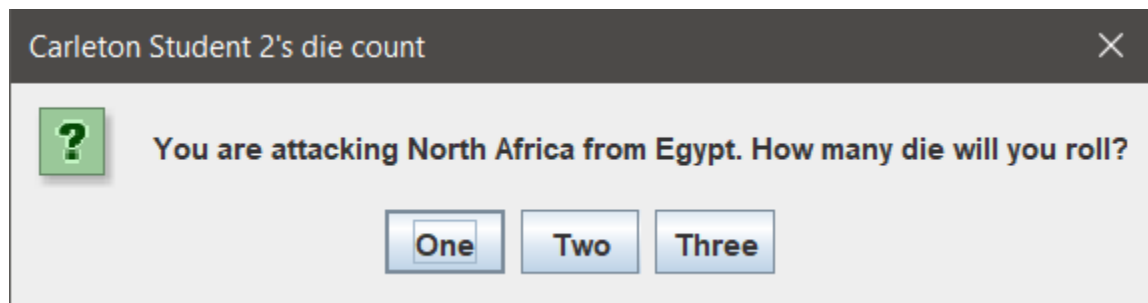 Carleton Student 2's die count
You are attacking North Africa from Egypt. How many die will you roll?
One Two Three